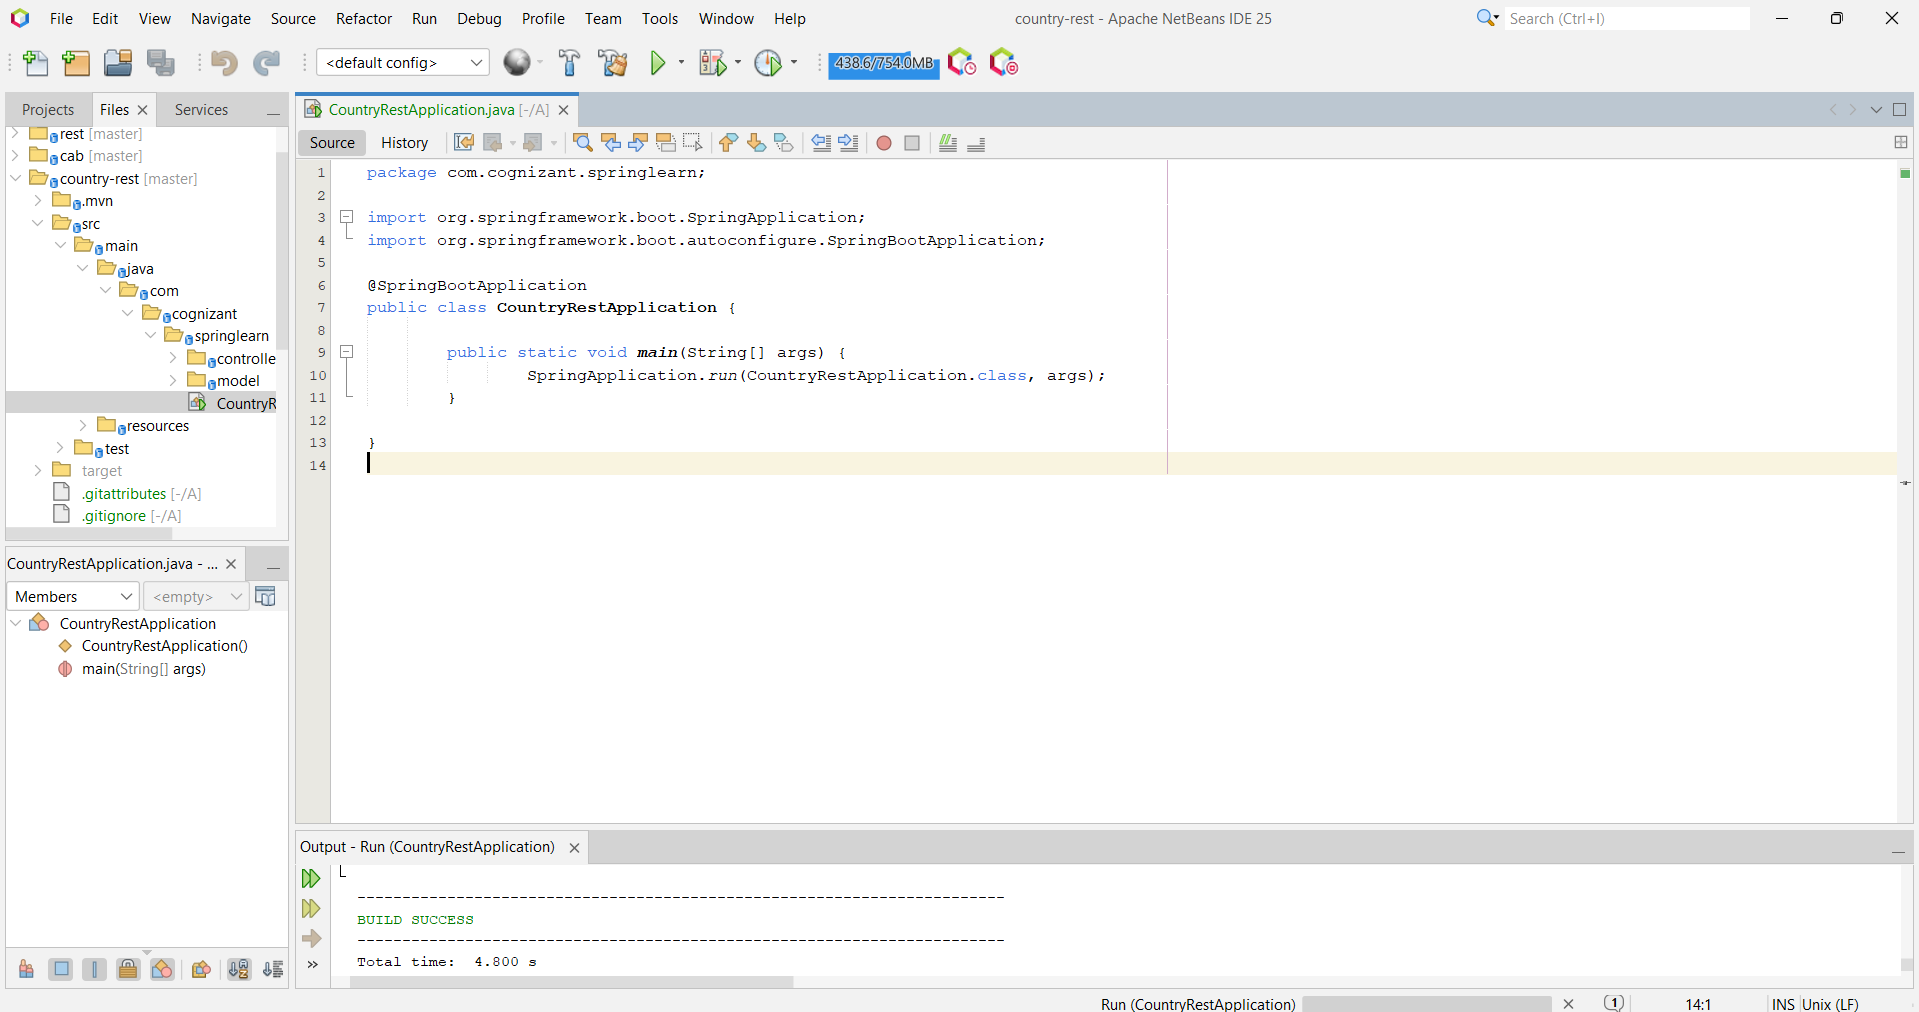 File Edit View Navigate Source Refactor Run Debug Profile Team Tools Window Help
country-rest - Apache NetBeans IDE 25
Search (Ctrl+I)
<default config>
438.6/754.0MB
Projects Files Services
rest [master]
cab [master]
country-rest [master]
.mvn
src
main
java
com
cognizant
springlearn
controlle
model
CountryR
resources
test
target
.gitattributes [-/A]
.gitignore [-/A]
CountryRestApplication.java - ...
Members <empty>
CountryRestApplication
CountryRestApplication()
main(String[] args)
CountryRestApplication.java [-/A]
Source History
1 package com.cognizant.springlearn;
2
3 import org.springframework.boot.SpringApplication;
4 import org.springframework.boot.autoconfigure.SpringBootApplication;
5
6 @SpringBootApplication
7 public class CountryRestApplication {
8
9 public static void main(String[] args) {
10 SpringApplication.run(CountryRestApplication.class, args);
11 }
12
13 }
14
Output - Run (CountryRestApplication)
------------------------------------------------------------------------
BUILD SUCCESS
------------------------------------------------------------------------
Total time: 4.800 s
Run (CountryRestApplication)
1
14:1
INS Unix (LF)